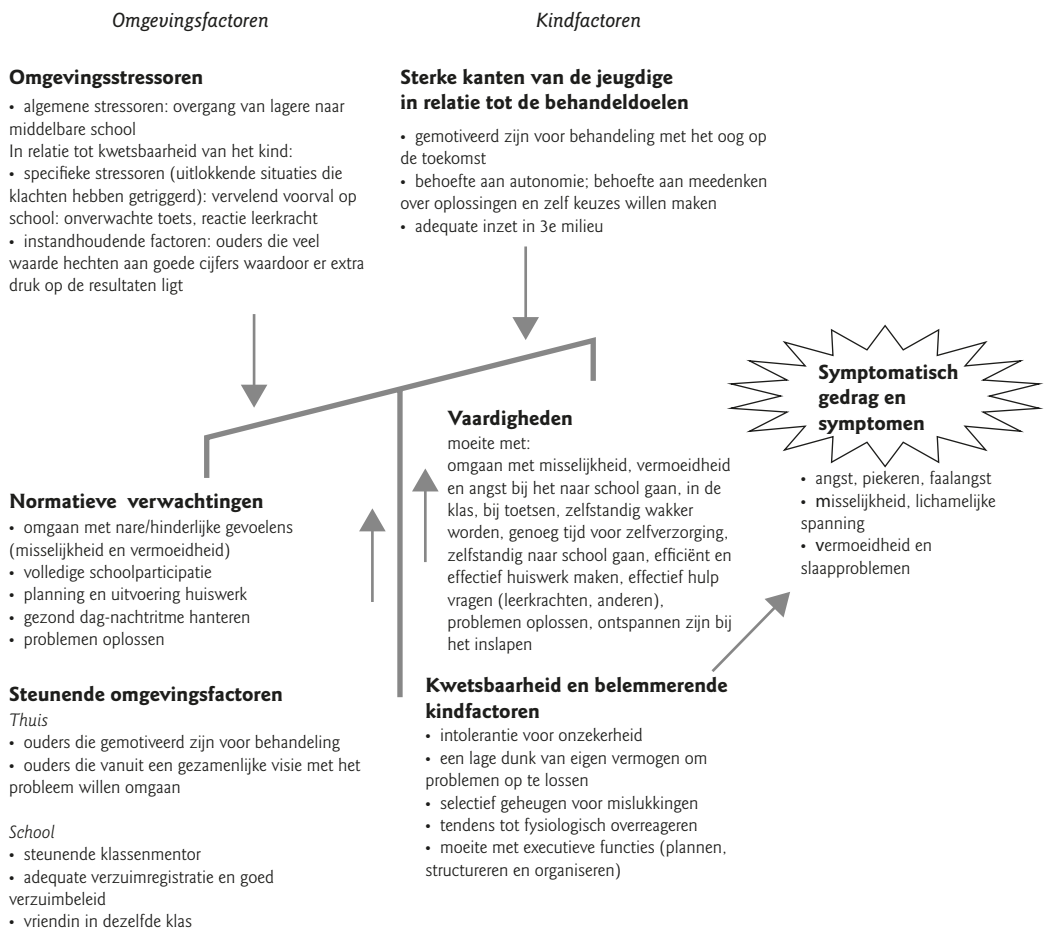 Omgevingsfactoren
Kindfactoren
Omgevingsstressoren
• algemene stressoren: overgang van lagere naar
middelbare school
In relatie tot kwetsbaarheid van het kind:
• specifieke stressoren (uitlokkende situaties die
klachten hebben getriggerd): vervelend voorval op
school: onverwachte toets, reactie leerkracht
• instandhoudende factoren: ouders die veel
waarde hechten aan goede cijfers waardoor er extra
druk op de resultaten ligt
Sterke kanten van de jeugdige
in relatie tot de behandeldoelen
• gemotiveerd zijn voor behandeling met het oog op
de toekomst
• behoefte aan autonomie; behoefte aan meedenken
over oplossingen en zelf keuzes willen maken
• adequate inzet in 3e milieu
Symptomatisch
gedrag en
symptomen
• angst, piekeren, faalangst
• misselijkheid, lichamelijke
spanning
• vermoeidheid en
slaapproblemen
Normatieve verwachtingen
• omgaan met nare/hinderlijke gevoelens
(misselijkheid en vermoeidheid)
• volledige schoolparticipatie
• planning en uitvoering huiswerk
• gezond dag-nachtritme hanteren
• problemen oplossen
Vaardigheden
moeite met:
omgaan met misselijkheid, vermoeidheid
en angst bij het naar school gaan, in de
klas, bij toetsen, zelfstandig wakker
worden, genoeg tijd voor zelfverzorging,
zelfstandig naar school gaan, efficiënt en
effectief huiswerk maken, effectief hulp
vragen (leerkrachten, anderen),
problemen oplossen, ontspannen zijn bij
het inslapen
Steunende omgevingsfactoren
Thuis
• ouders die gemotiveerd zijn voor behandeling
• ouders die vanuit een gezamenlijke visie met het
probleem willen omgaan
School
• steunende klassenmentor
• adequate verzuimregistratie en goed
verzuimbeleid
• vriendin in dezelfde klas
Kwetsbaarheid en belemmerende
kindfactoren
• intolerantie voor onzekerheid
• een lage dunk van eigen vermogen om
problemen op te lossen
• selectief geheugen voor mislukkingen
• tendens tot fysiologisch overreageren
• moeite met executieve functies (plannen,
structureren en organiseren)